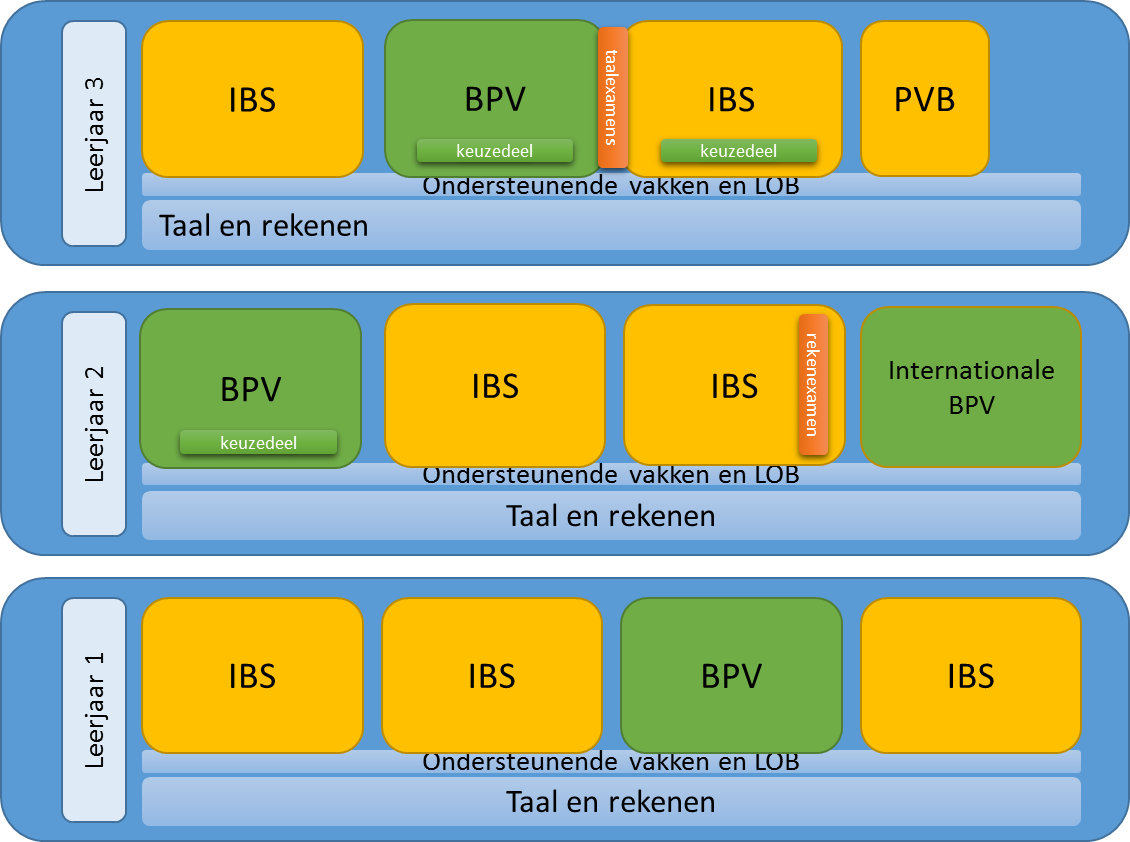 Leerjaar 3
IBS
BPV
keuzedeel
taalexamens
IBS
keuzedeel
PVB
Ondersteunende vakken en LOB
Taal en rekenen
Leerjaar 2
BPV
keuzedeel
IBS
IBS
rekenexamen
Internationale
BPV
Ondersteunende vakken en LOB
Taal en rekenen
Leerjaar 1
IBS
IBS
BPV
IBS
Ondersteunende vakken en LOB
Taal en rekenen